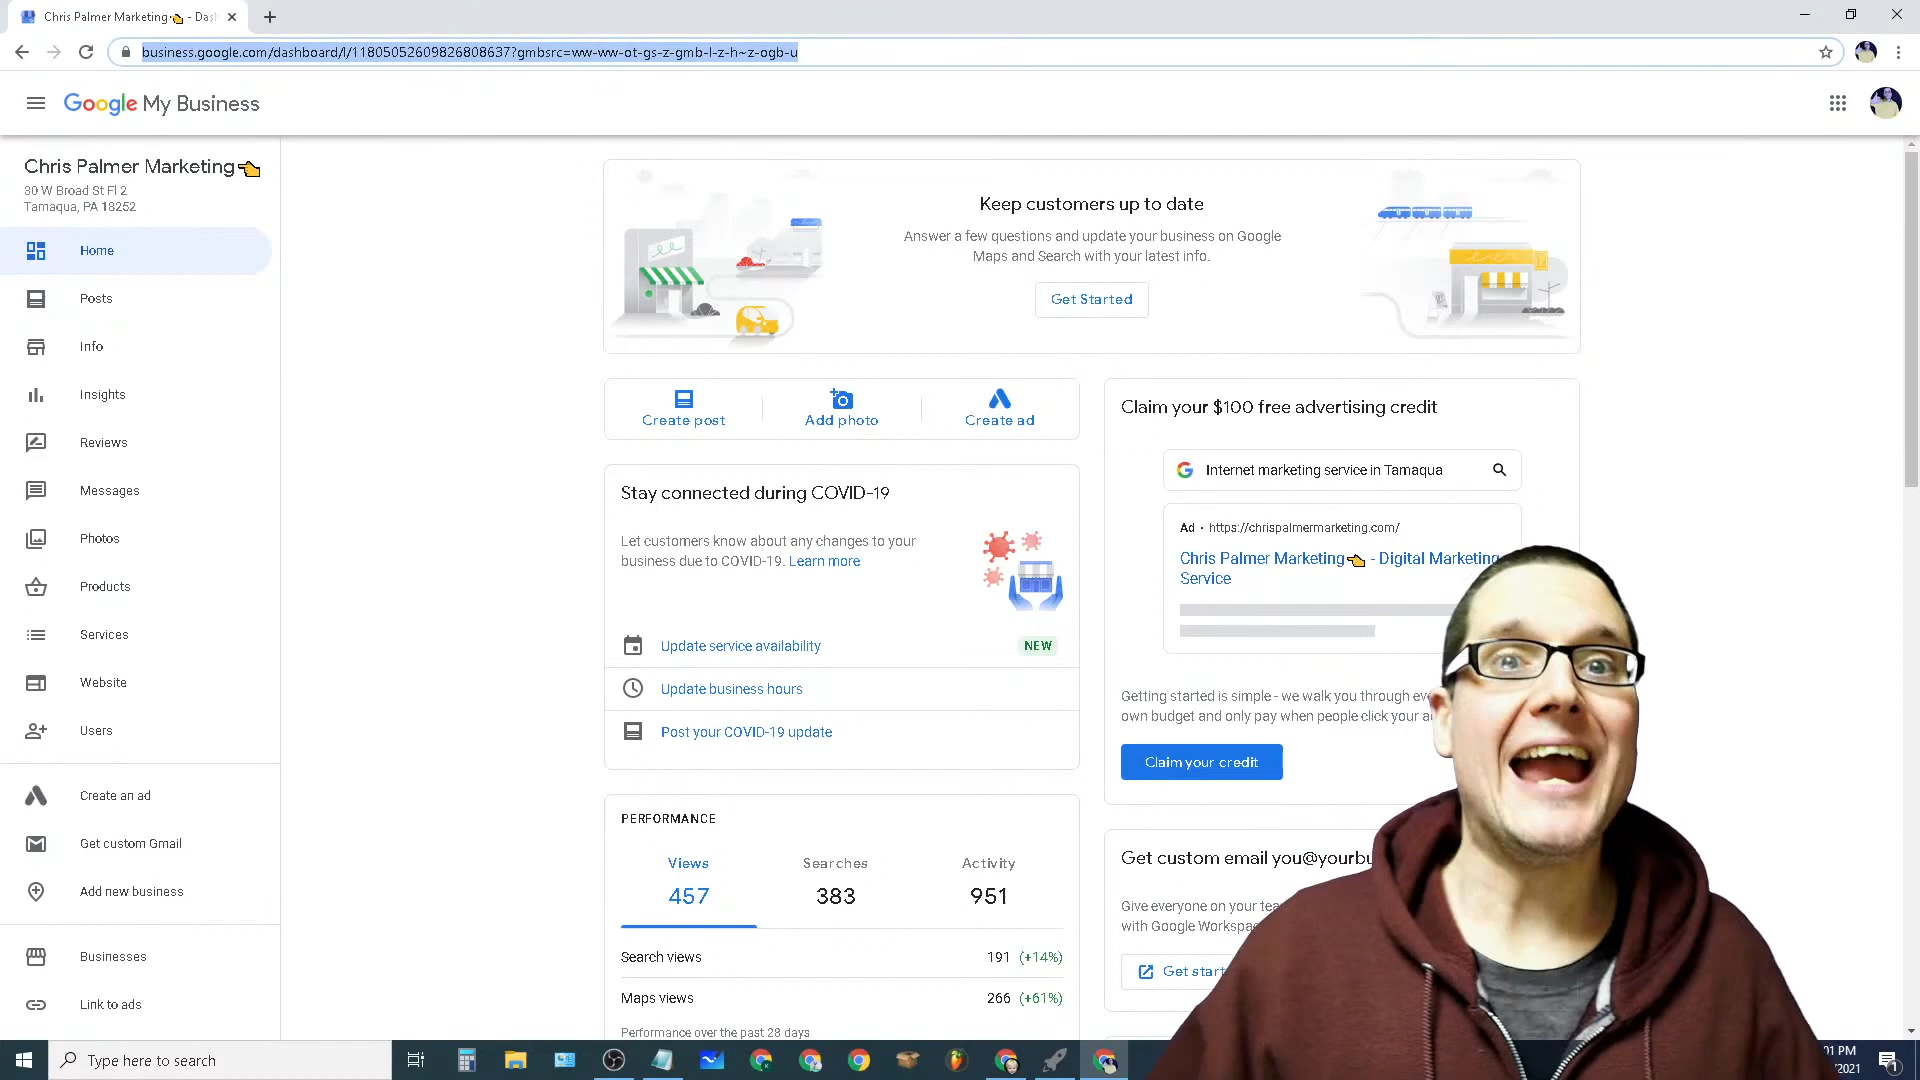 Chris Palmer Marketing👈 - Dash
business.google.com/dashboard/l/11805052609826808637?gmbsrc=ww-ww-ot-gs-z-gmb-l-z-h~z-ogb-u
Google My Business
Chris Palmer Marketing👈
30 W Broad St Fl 2
Tamaqua, PA 18252
Home
Posts
Info
Insights
Reviews
Messages
Photos
Products
Services
Website
Users
Create an ad
Get custom Gmail
Add new business
Businesses
Link to ads
Keep customers up to date
Answer a few questions and update your business on Google
Maps and Search with your latest info.
Get Started
Create post
Add photo
Create ad
Stay connected during COVID-19
Let customers know about any changes to your
business due to COVID-19. Learn more
Update service availability NEW
Update business hours
Post your COVID-19 update
PERFORMANCE
Views Searches Activity
457 383 951
Search views 191 (+14%)
Maps views 266 (+61%)
Performance over the past 28 days
Claim your $100 free advertising credit
Internet marketing service in Tamaqua
Ad · https://chrispalmermarketing.com/
Chris Palmer Marketing👈 - Digital Marketing
Service
Getting started is simple - we walk you through
own budget and only pay when people click your
Claim your credit
Get custom email
Give everyone on your
with Google
Get
Type here to search
01 PM
2021
1